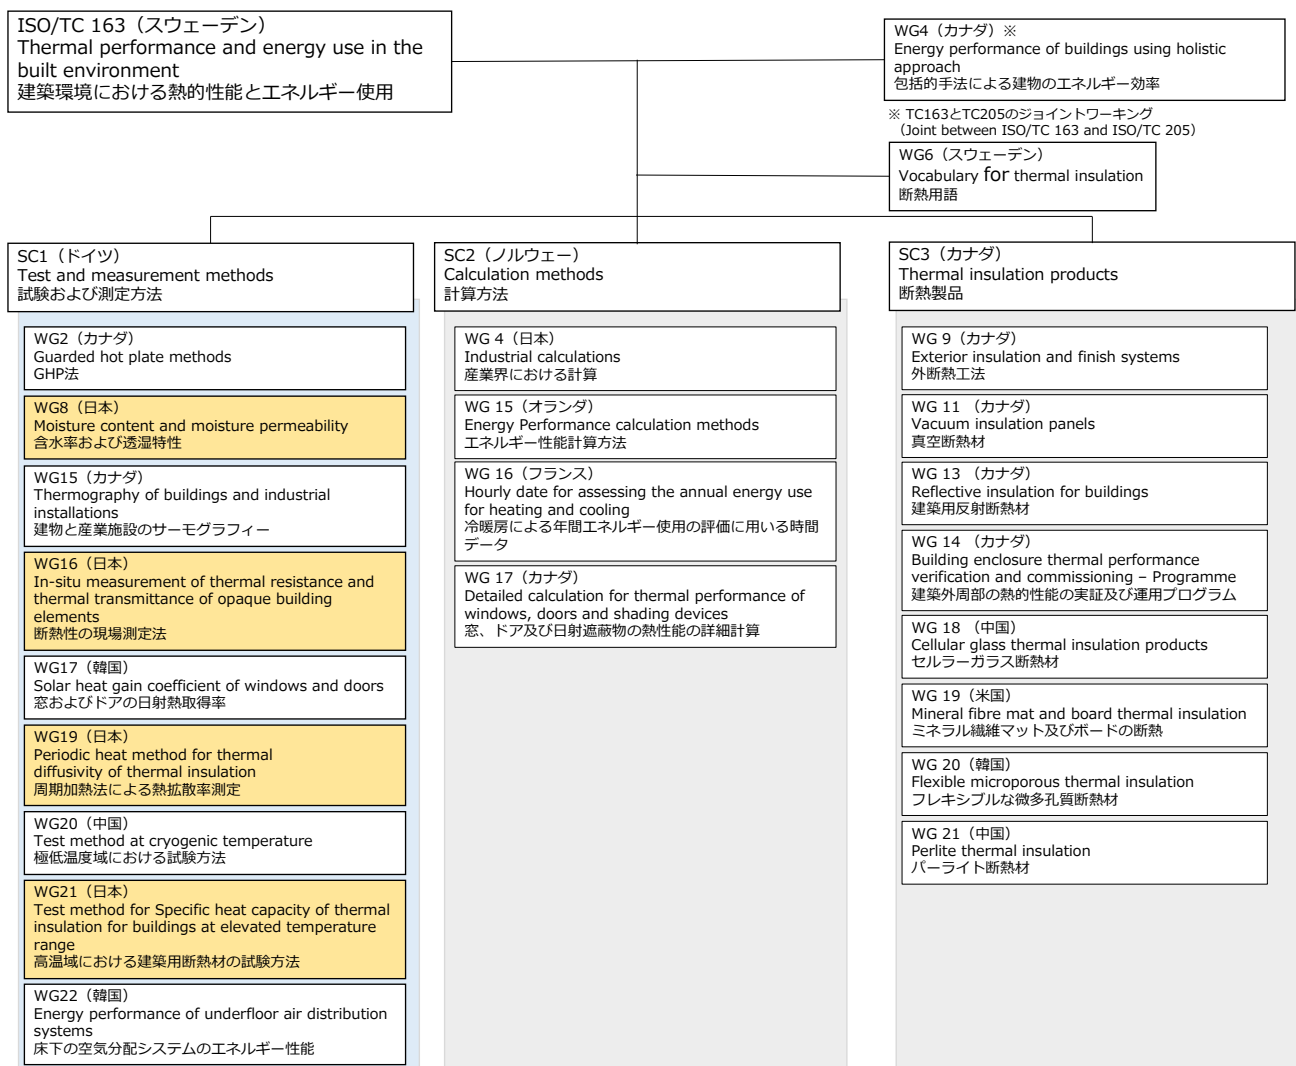 ISO/TC 163（スウェーデン）
Thermal performance and energy use in the
built environment
建築環境における熱的性能とエネルギー使用
WG4（カナダ）※
Energy performance of buildings using holistic
approach
包括的手法による建物のエネルギー効率
※ TC163とTC205のジョイントワーキング
（Joint between ISO/TC 163 and ISO/TC 205）
WG6（スウェーデン）
Vocabulary for thermal insulation
断熱用語
SC1（ドイツ）
Test and measurement methods
試験および測定方法
WG2（カナダ）
Guarded hot plate methods
GHP法
WG8（日本）
Moisture content and moisture permeability
含水率および透湿特性
WG15（カナダ）
Thermography of buildings and industrial
installations
建物と産業施設のサーモグラフィー
WG16（日本）
In-situ measurement of thermal resistance and
thermal transmittance of opaque building
elements
断熱性の現場測定法
WG17（韓国）
Solar heat gain coefficient of windows and doors
窓およびドアの日射熱取得率
WG19（日本）
Periodic heat method for thermal
diffusivity of thermal insulation
周期加熱法による熱拡散率測定
WG20（中国）
Test method at cryogenic temperature
極低温度域における試験方法
WG21（日本）
Test method for Specific heat capacity of thermal
insulation for buildings at elevated temperature
range
高温域における建築用断熱材の試験方法
WG22（韓国）
Energy performance of underfloor air distribution
systems
床下の空気分配システムのエネルギー性能
SC2（ノルウェー）
Calculation methods
計算方法
WG 4（日本）
Industrial calculations
産業界における計算
WG 15（オランダ）
Energy Performance calculation methods
エネルギー性能計算方法
WG 16（フランス）
Hourly date for assessing the annual energy use
for heating and cooling
冷暖房による年間エネルギー使用の評価に用いる時間
データ
WG 17（カナダ）
Detailed calculation for thermal performance of
windows, doors and shading devices
窓、ドア及び日射遮蔽物の熱性能の詳細計算
SC3（カナダ）
Thermal insulation products
断熱製品
WG 9（カナダ）
Exterior insulation and finish systems
外断熱工法
WG 11 （カナダ）
Vacuum insulation panels
真空断熱材
WG 13 （カナダ）
Reflective insulation for buildings
建築用反射断熱材
WG 14 （カナダ）
Building enclosure thermal performance
verification and commissioning – Programme
建築外周部の熱的性能の実証及び運用プログラム
WG 18 （中国）
Cellular glass thermal insulation products
セルラーガラス断熱材
WG 19（米国）
Mineral fibre mat and board thermal insulation
ミネラル繊維マット及びボードの断熱
WG 20（韓国）
Flexible microporous thermal insulation
フレキシブルな微多孔質断熱材
WG 21（中国）
Perlite thermal insulation
パーライト断熱材